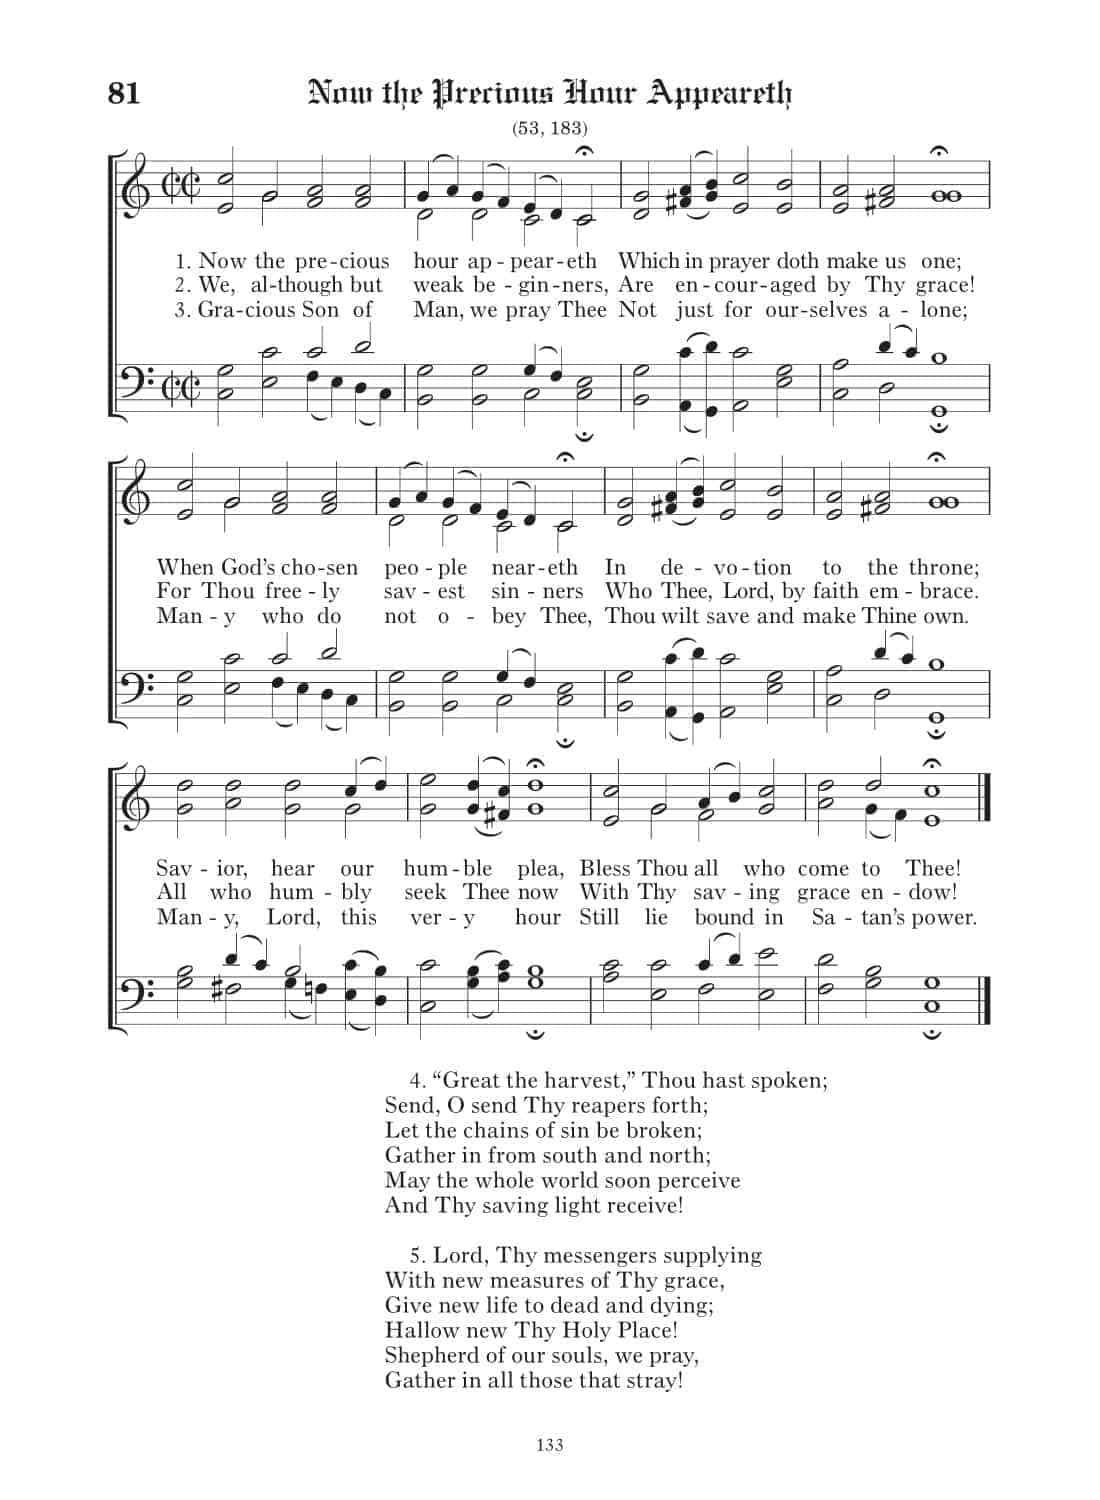 81 Now the Precious Hour Appeareth
(53, 183)
1. Now the pre-cious hour ap-pear-eth Which in prayer doth make us one;
2. We, al-though but weak be-gin-ners, Are en-cour-aged by Thy grace!
3. Gra-cious Son of Man, we pray Thee Not just for our-selves a-lone;
When God's cho-sen peo-ple near-eth In de-vo-tion to the throne;
For Thou free-ly sav-est sin-ners Who Thee, Lord, by faith em-brace.
Man-y who do not o-bey Thee, Thou wilt save and make Thine own.
Sav-ior, hear our hum-ble plea, Bless Thou all who come to Thee!
All who hum-bly seek Thee now With Thy sav-ing grace en-dow!
Man-y, Lord, this ver-y hour Still lie bound in Sa-tan's power.
4. “Great the harvest,” Thou hast spoken;
Send, O send Thy reapers forth;
Let the chains of sin be broken;
Gather in from south and north;
May the whole world soon perceive
And Thy saving light receive!
5. Lord, Thy messengers supplying
With new measures of Thy grace,
Give new life to dead and dying;
Hallow new Thy Holy Place!
Shepherd of our souls, we pray,
Gather in all those that stray!
133